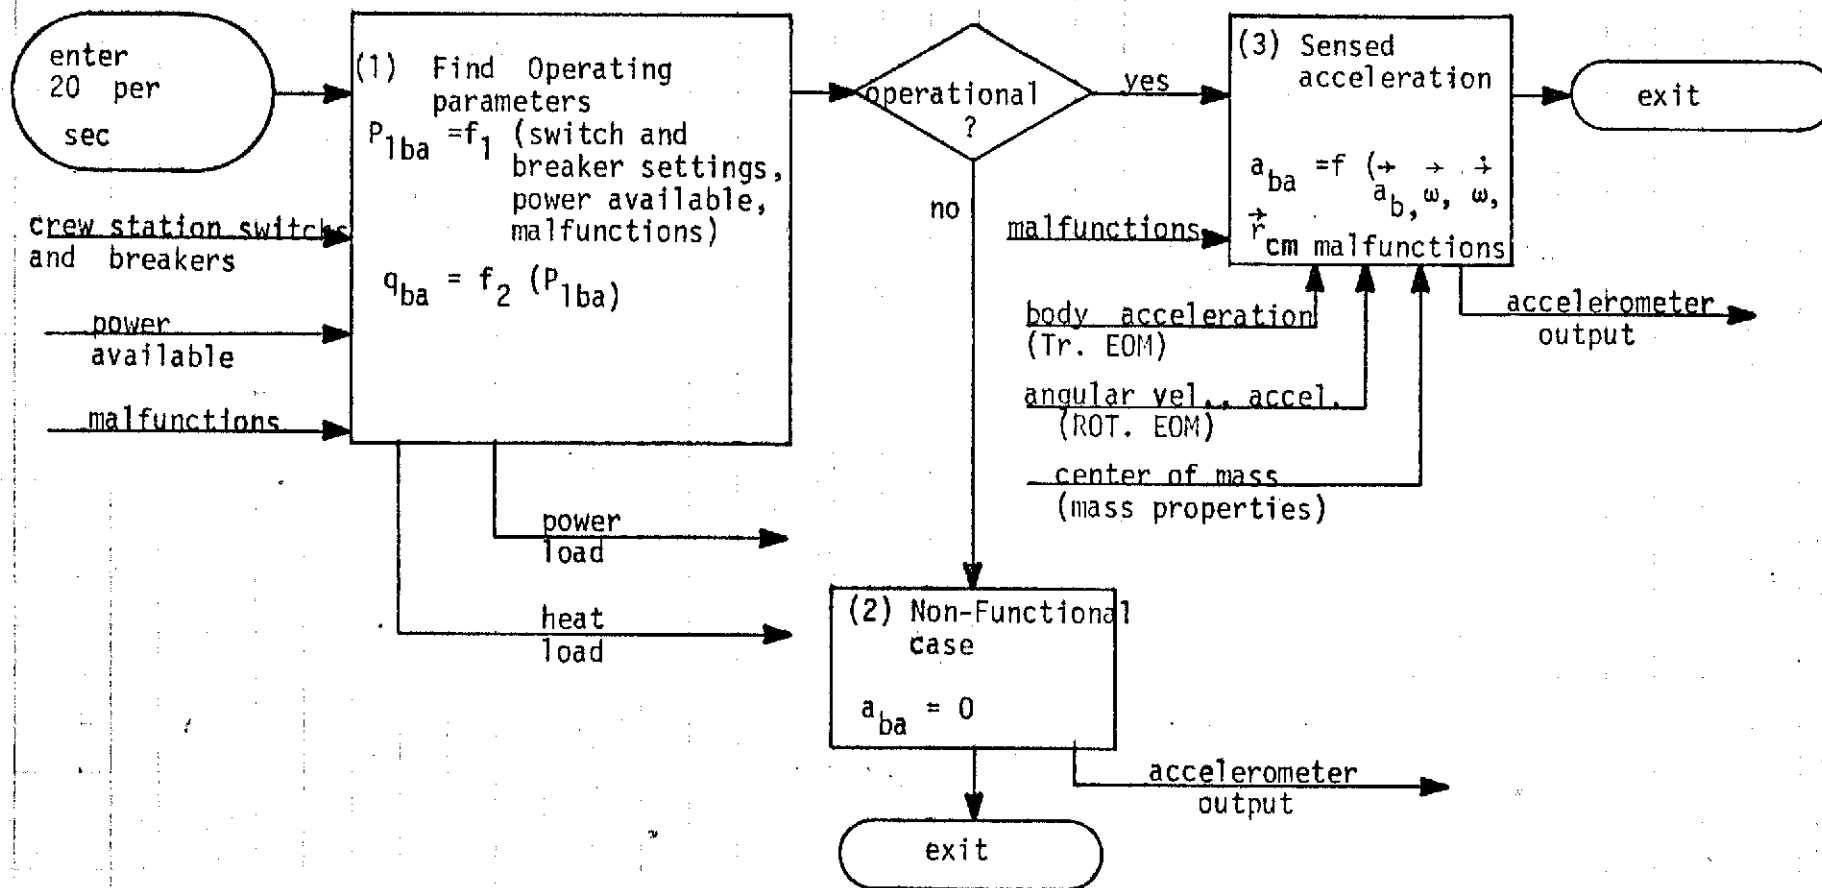 enter
20 per
sec
crew station switches
and breakers
power
available
malfunctions
(1) Find Operating
parameters
P1ba =f1 (switch and
breaker settings,
power available,
malfunctions)
qba = f2 (P1ba)
power
load
heat
load
operational
?
yes
no
(2) Non-Functional
case
aba = 0
accelerometer
output
exit
(3) Sensed
acceleration
aba =f (a⃗b, ω⃗, ω̇⃗,
r⃗cm malfunctions
malfunctions
body acceleration
(Tr. EOM)
angular vel., accel.
(ROT. EOM)
center of mass
(mass properties)
accelerometer
output
exit